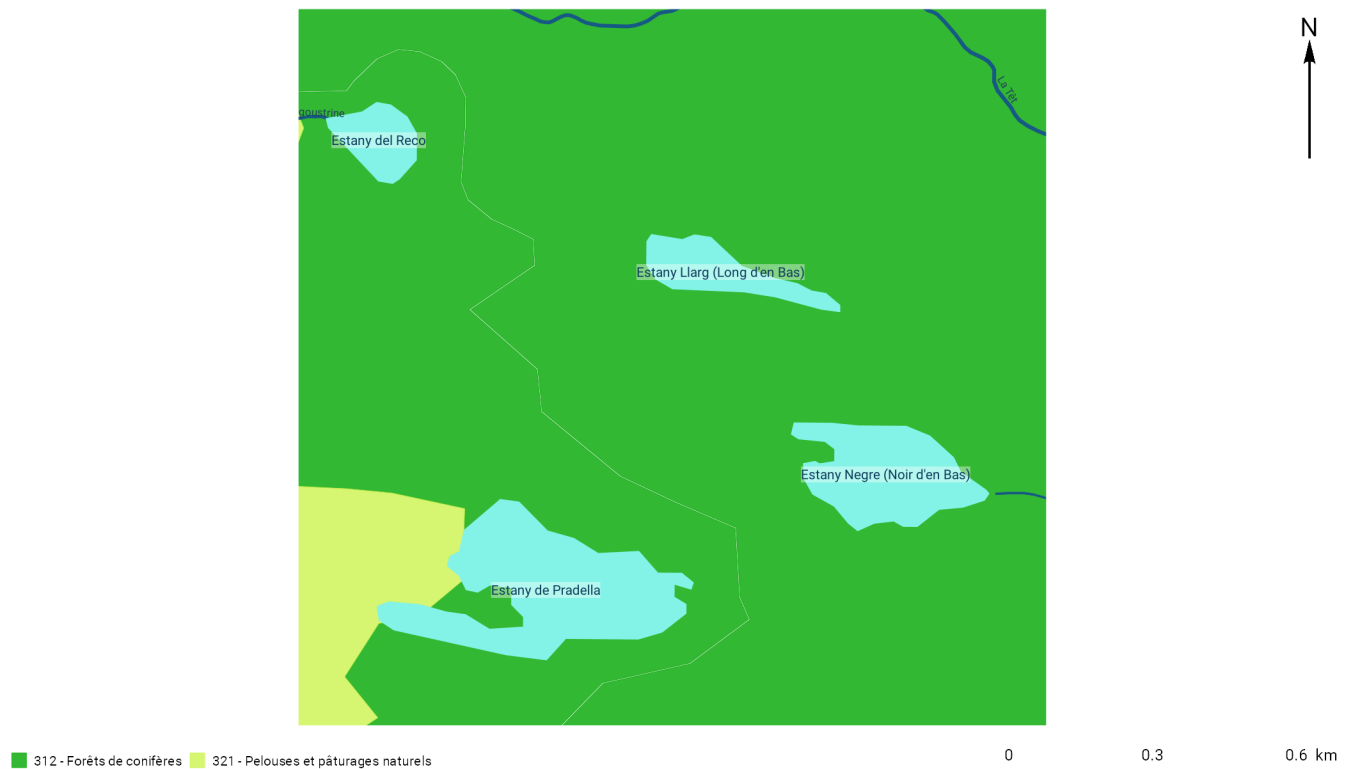 N
La Têt
goustrine
Estany del Reco
Estany Llarg (Long d'en Bas)
Estany Negre (Noir d'en Bas)
Estany de Pradella
312 - Forêts de conifères 321 - Pelouses et pâturages naturels
0 0.3 0.6 km